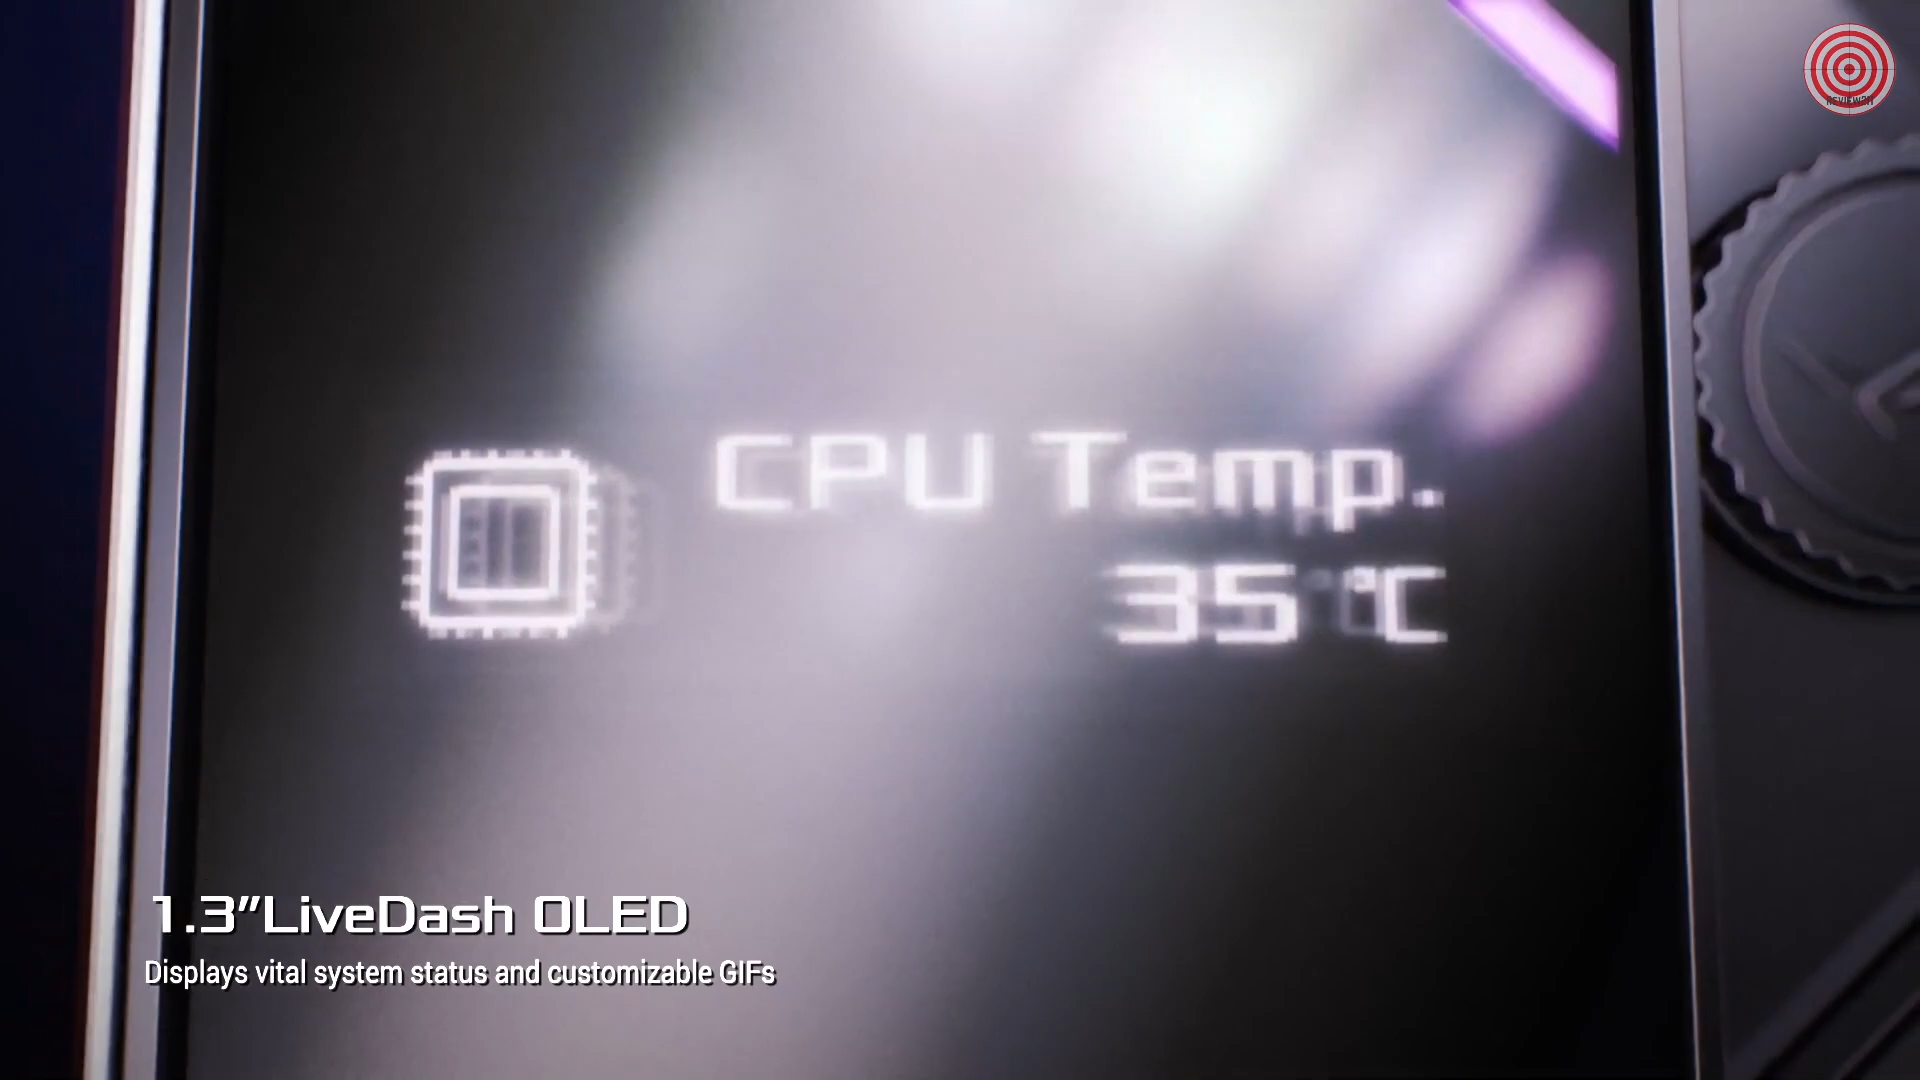 CPU Temp.
35 °C
1.3″LiveDash OLED
Displays vital system status and customizable GIFs